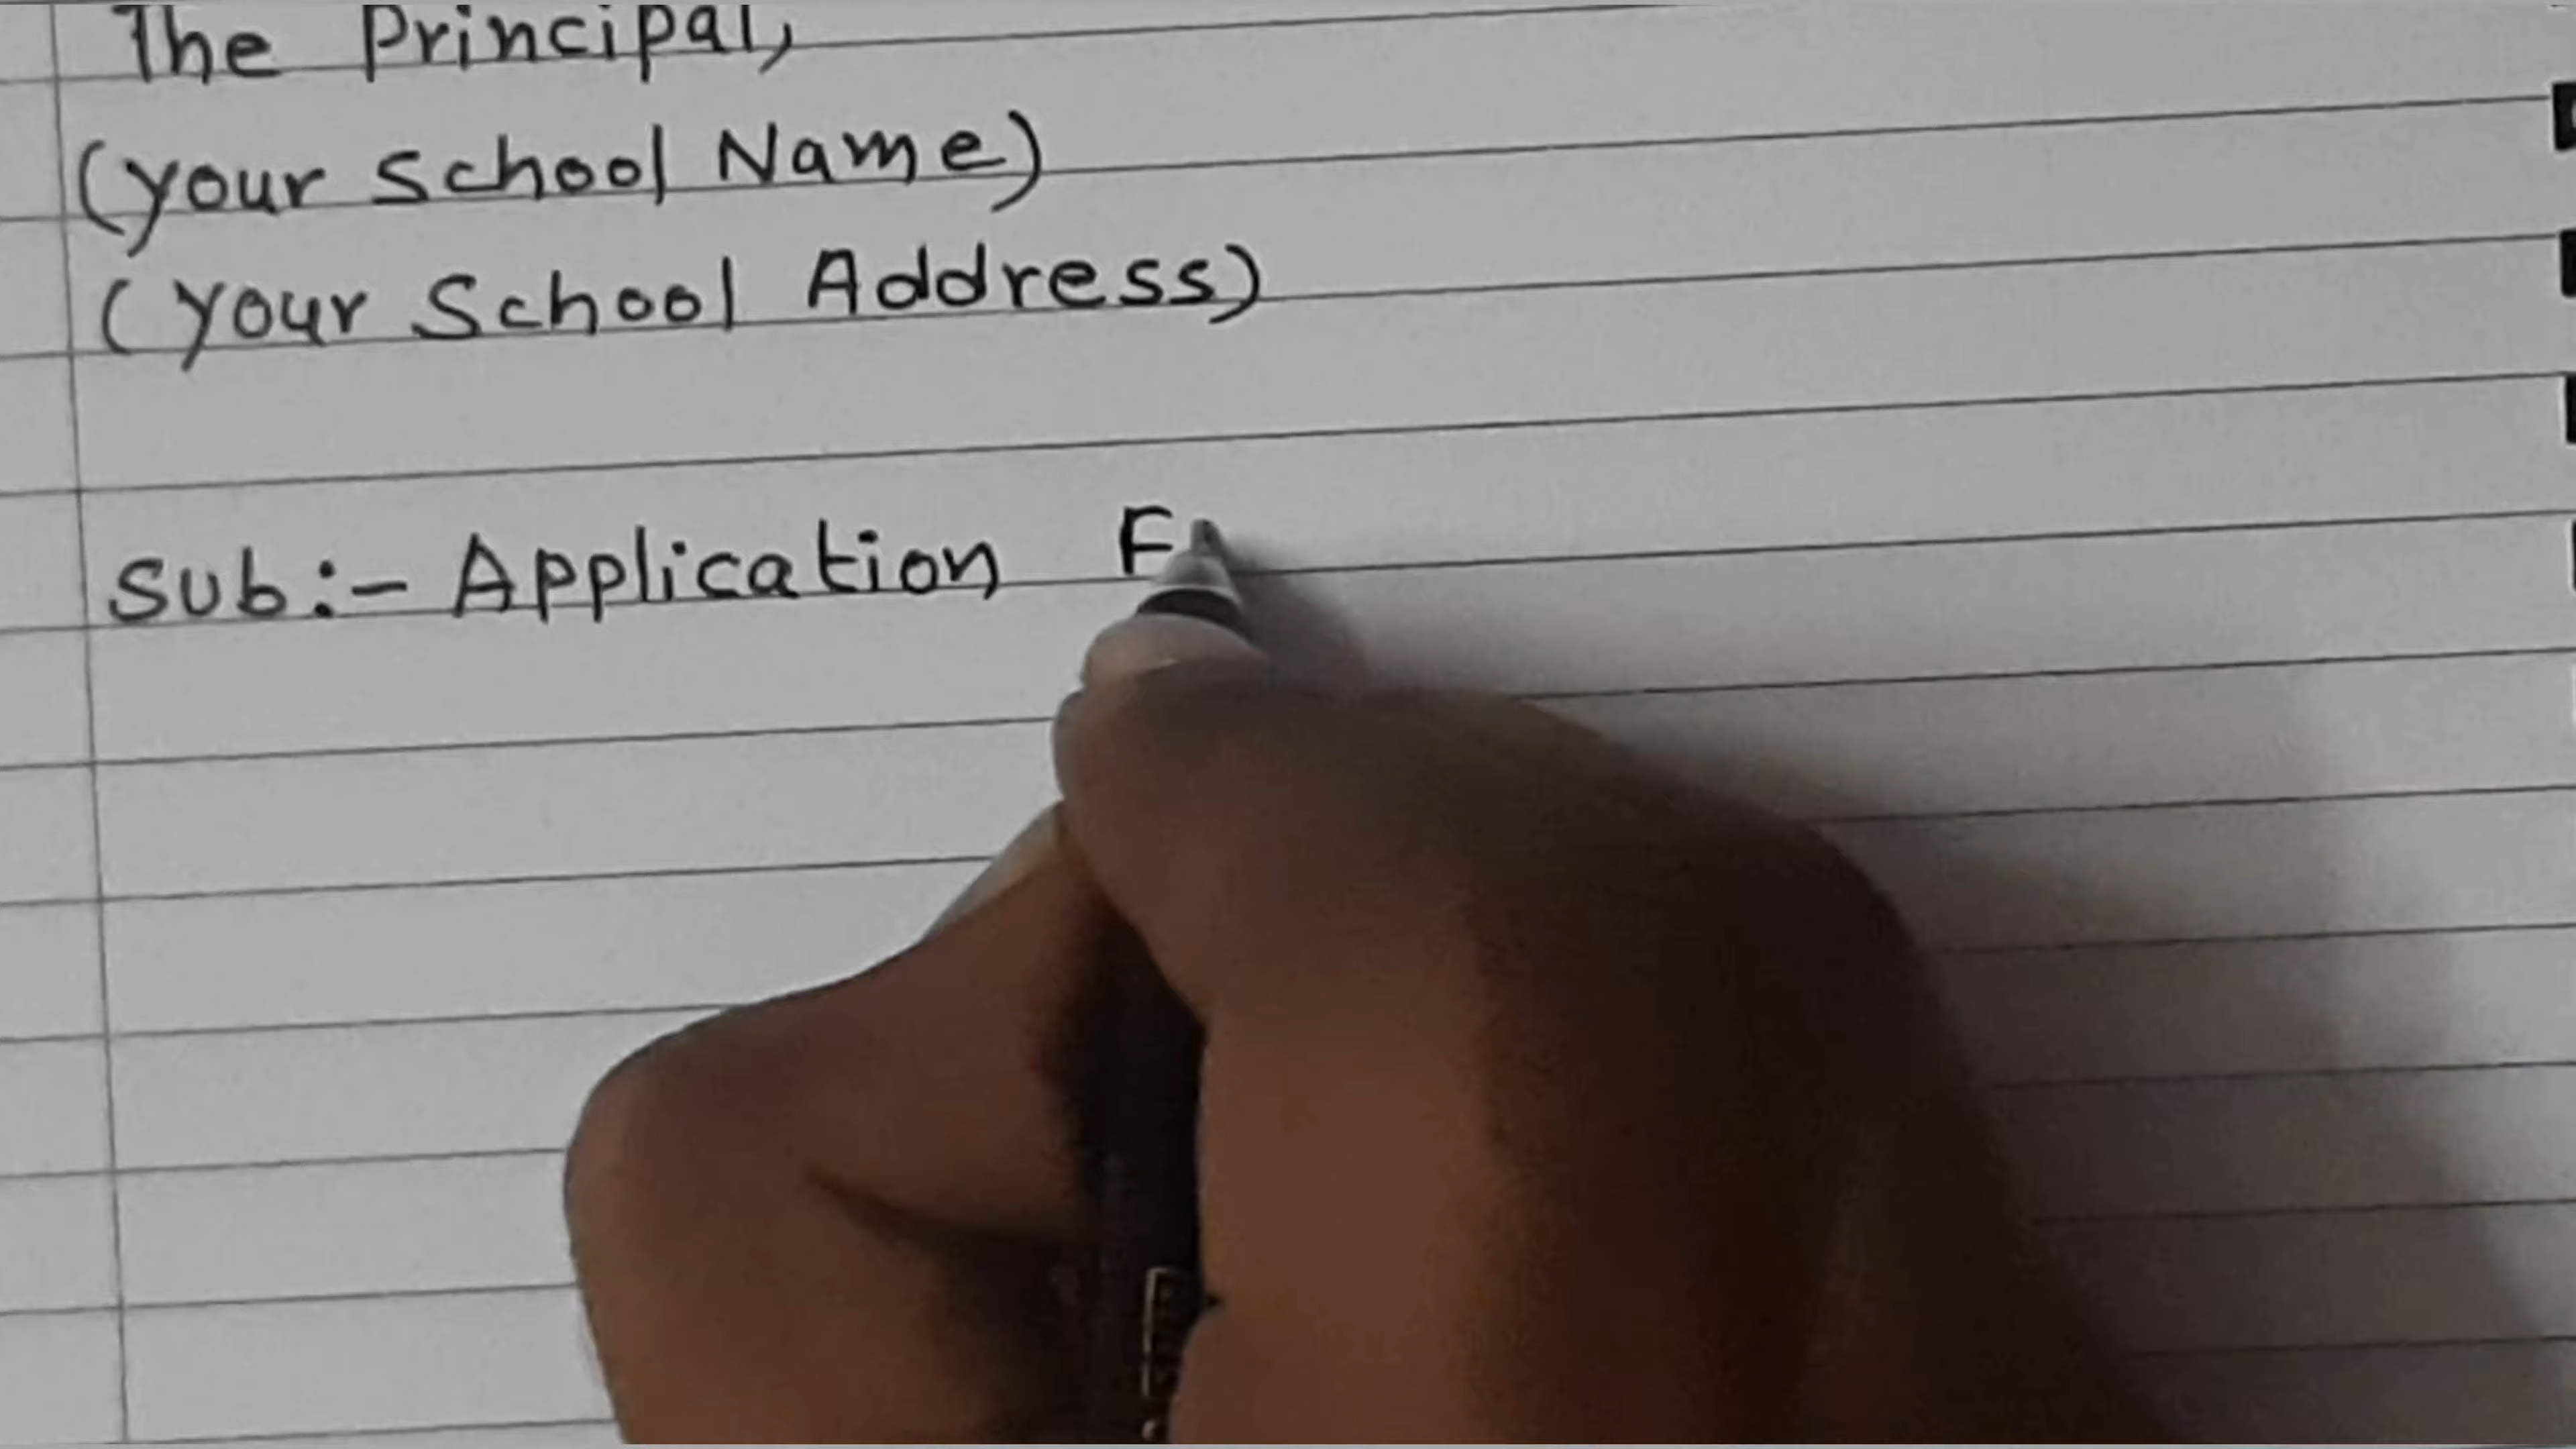 The Principal,
(your School Name)
(your School Address)
Sub:- Application F